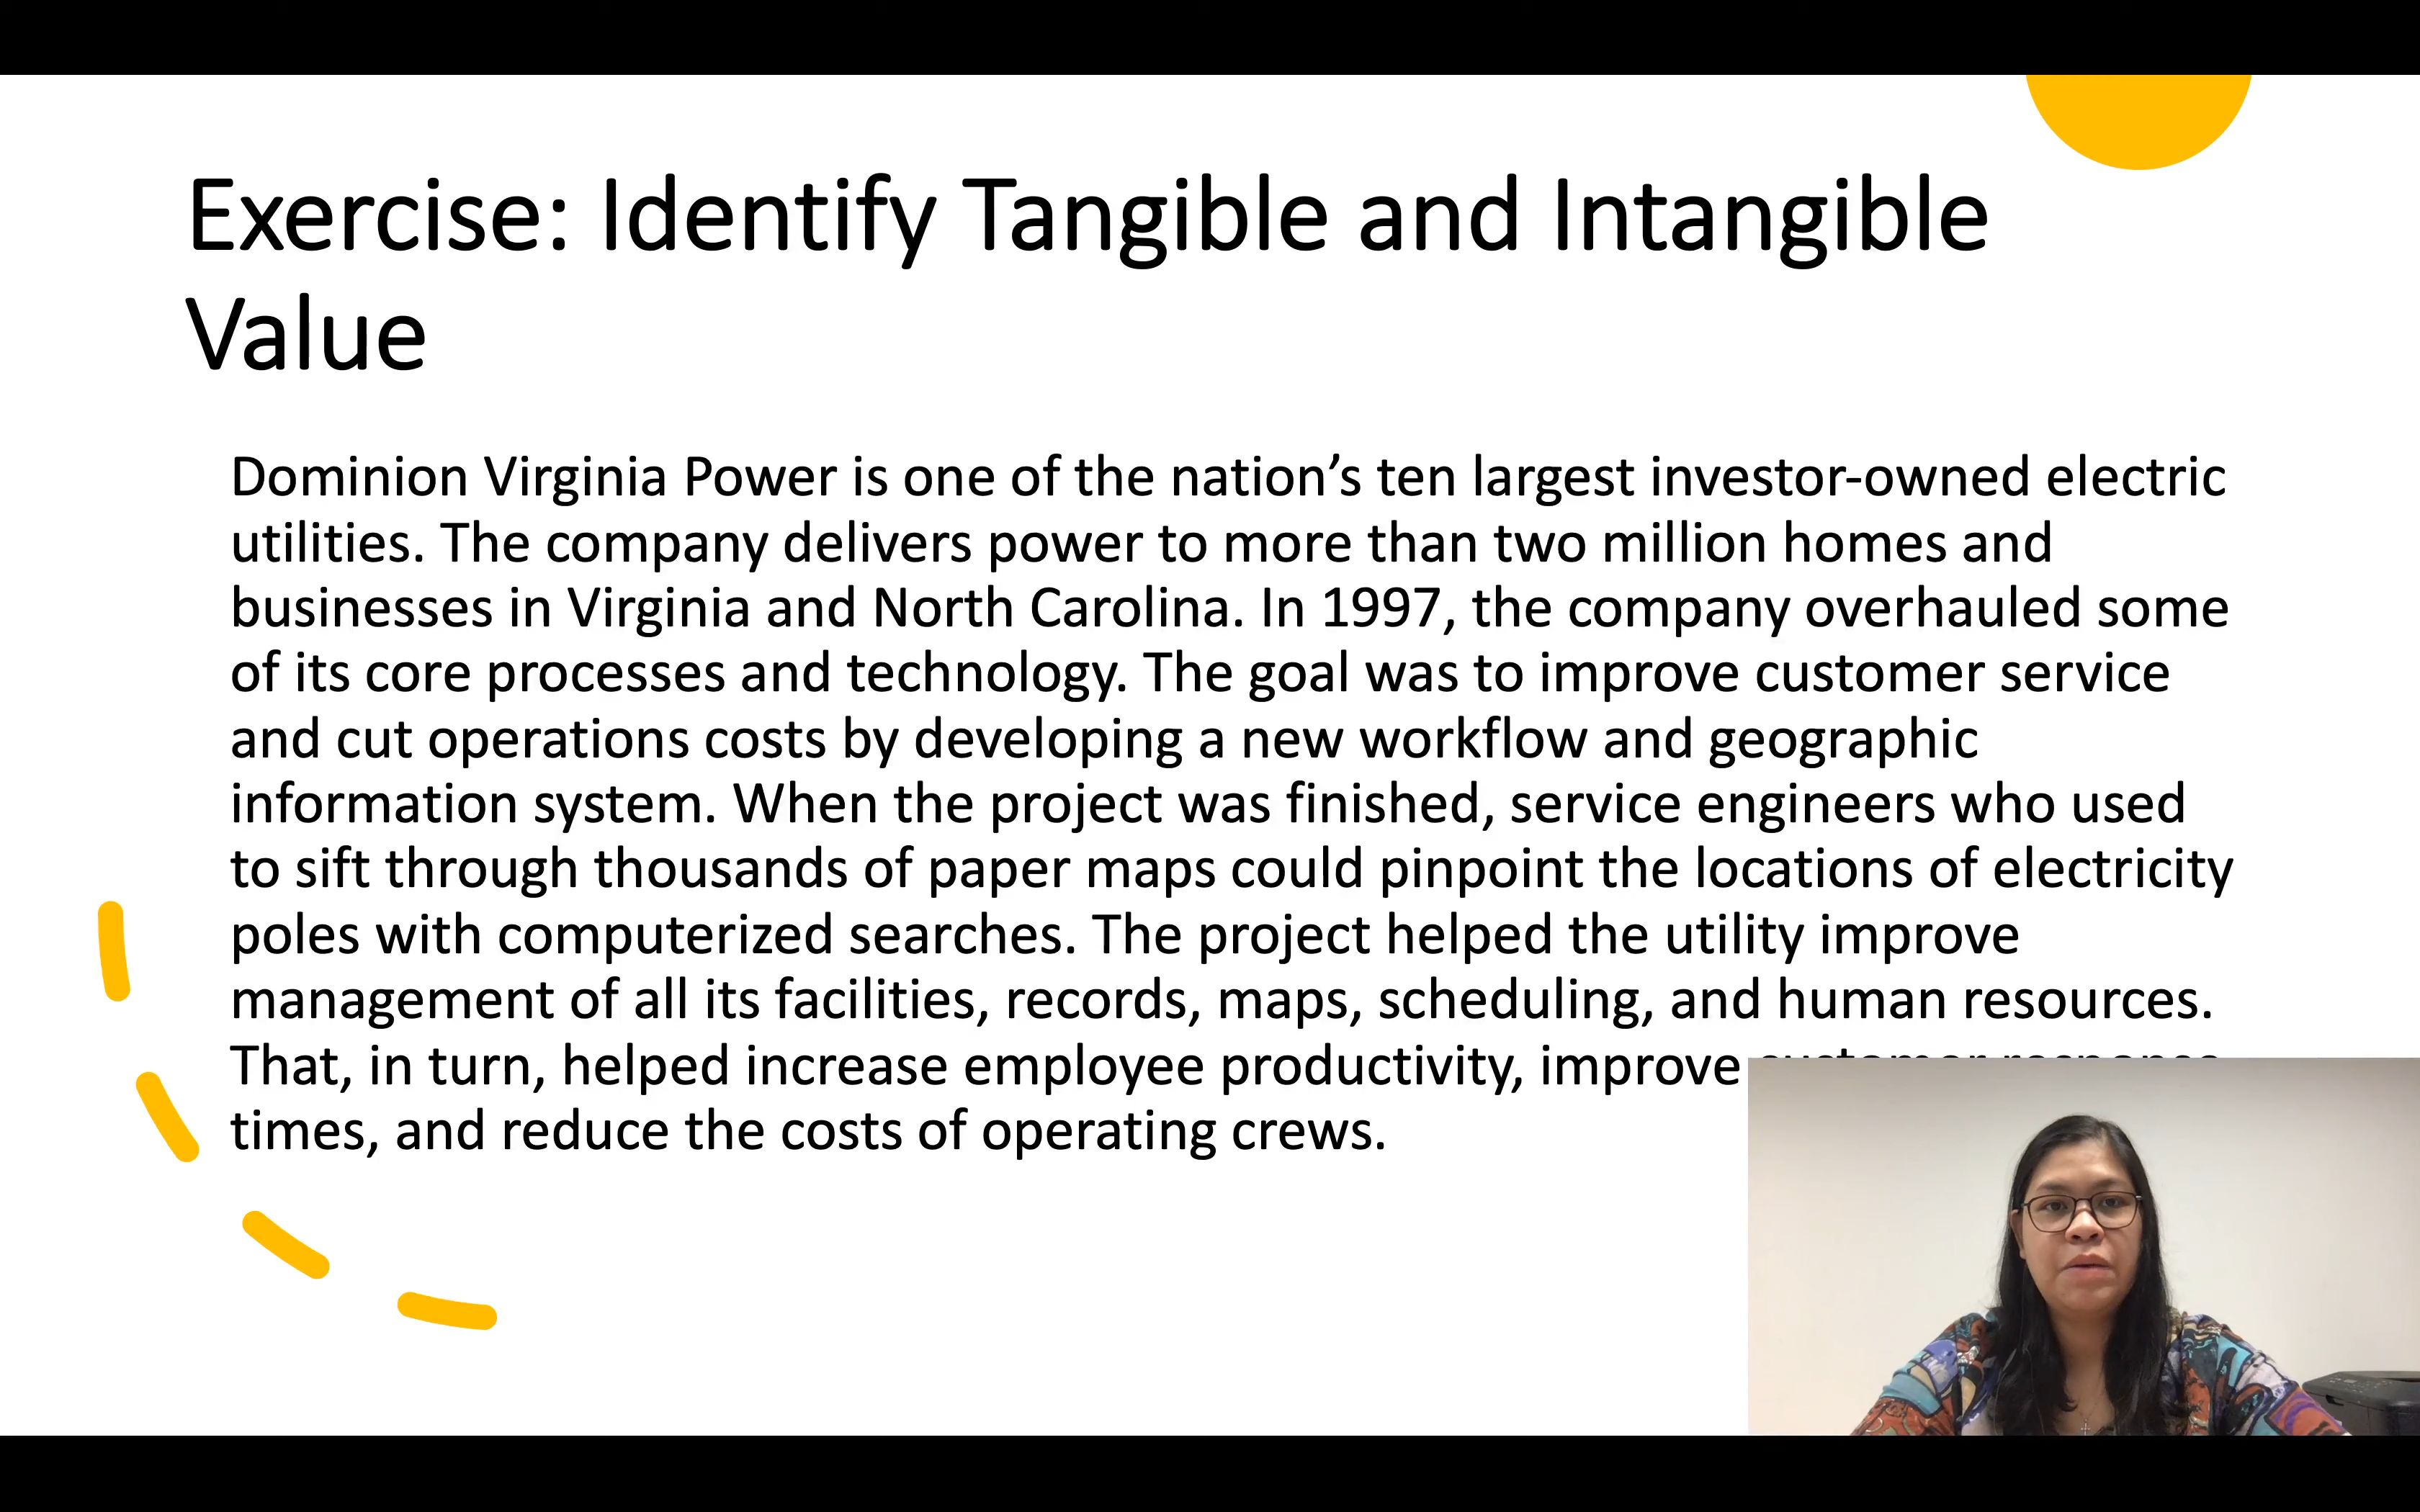 Exercise: Identify Tangible and Intangible
Value
Dominion Virginia Power is one of the nation’s ten largest investor-owned electric
utilities. The company delivers power to more than two million homes and
businesses in Virginia and North Carolina. In 1997, the company overhauled some
of its core processes and technology. The goal was to improve customer service
and cut operations costs by developing a new workflow and geographic
information system. When the project was finished, service engineers who used
to sift through thousands of paper maps could pinpoint the locations of electricity
poles with computerized searches. The project helped the utility improve
management of all its facilities, records, maps, scheduling, and human resources.
That, in turn, helped increase employee productivity, improve customer response
times, and reduce the costs of operating crews.